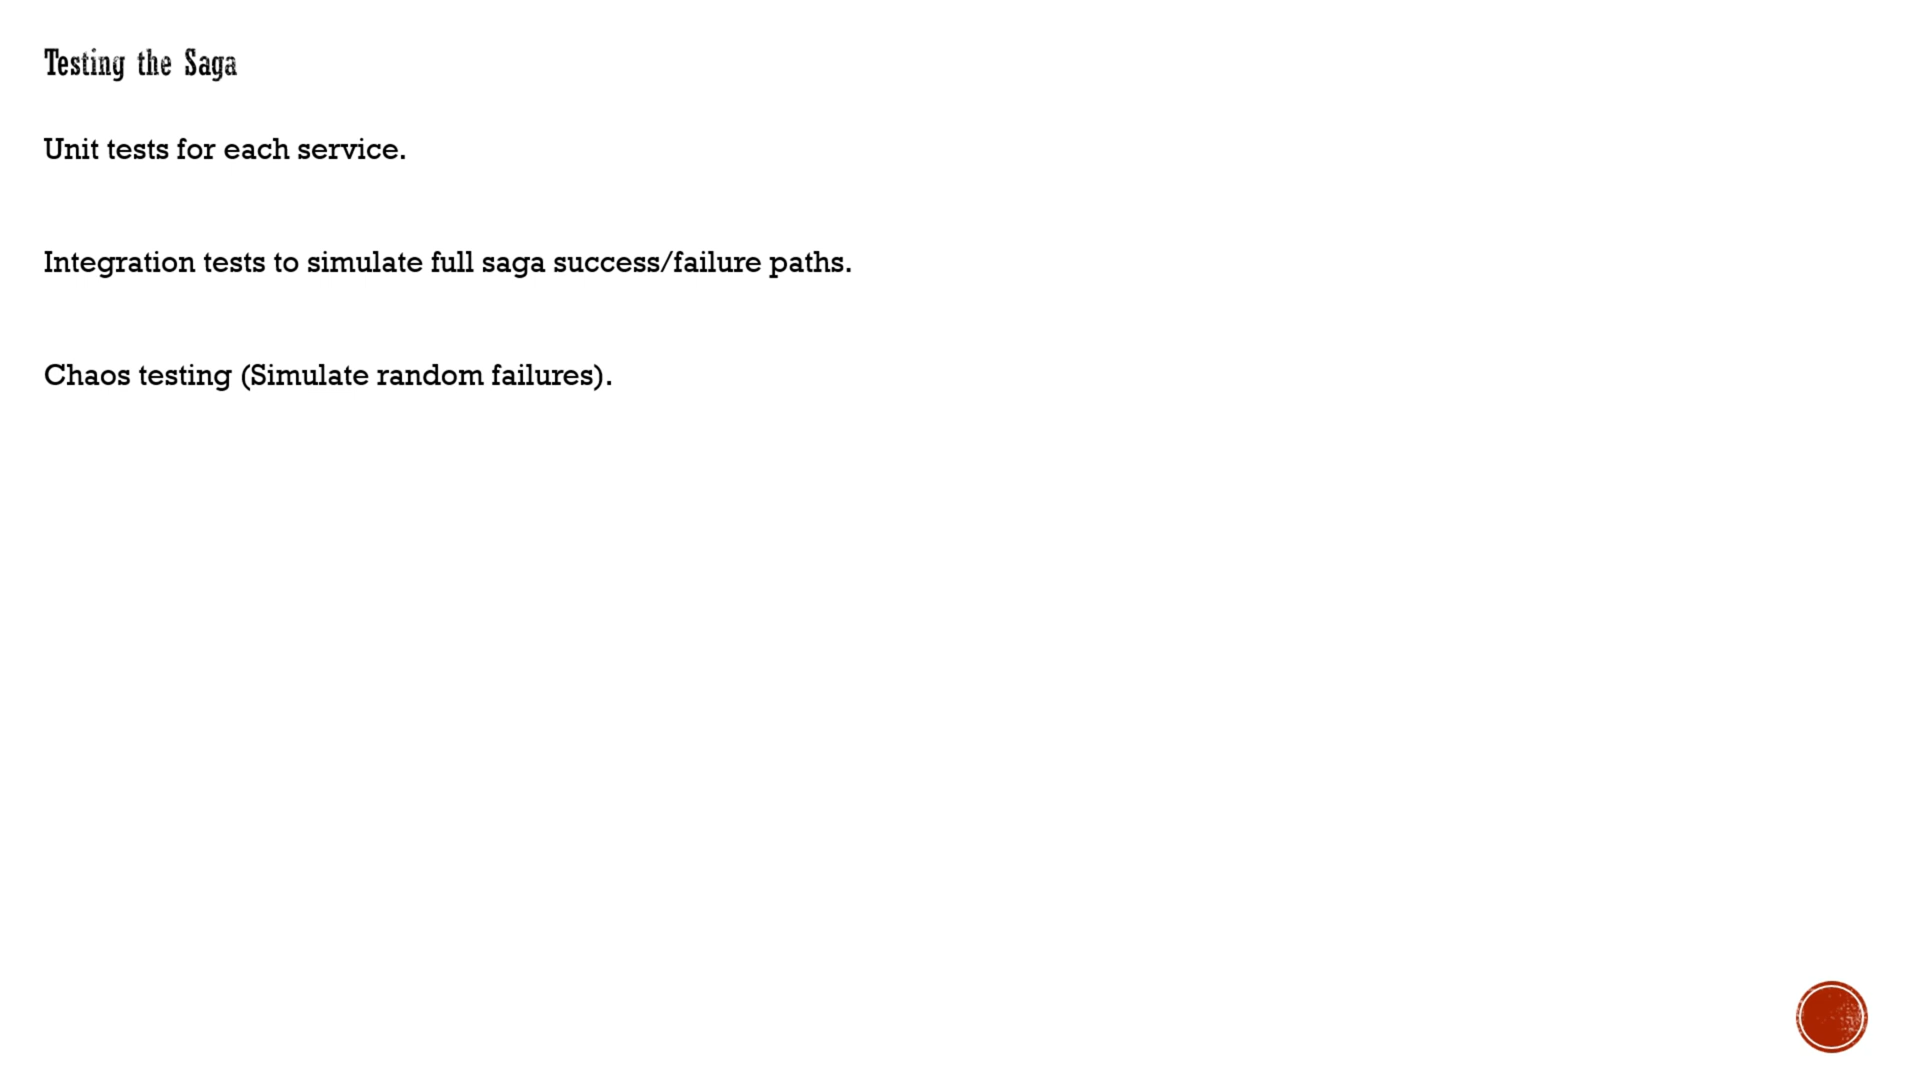 Testing the Saga
Unit tests for each service.
Integration tests to simulate full saga success/failure paths.
Chaos testing (Simulate random failures).